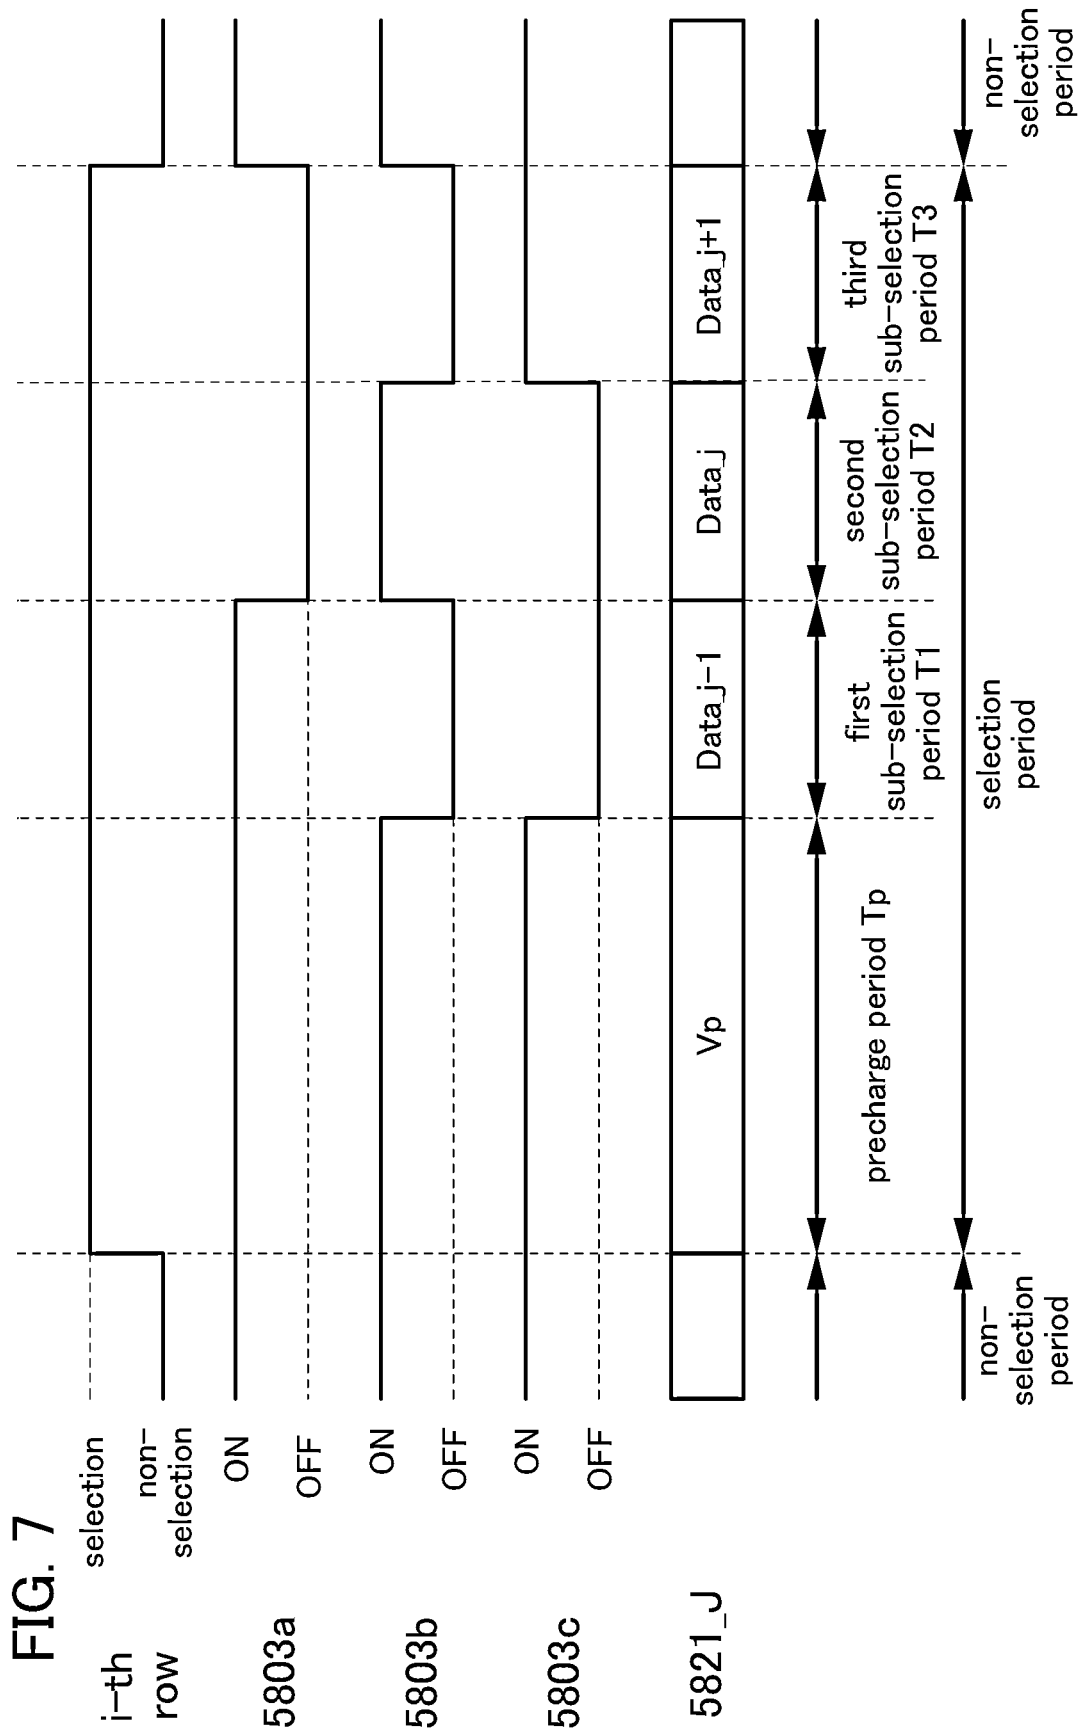 FIG. 7
i-th
row
selection
non-
selection
5803a
ON
OFF
5803b
ON
OFF
5803c
ON
OFF
5821_J
Vp
Data_j-1
Data_j
Data_j+1
precharge period Tp
first
sub-selection
period T1
second
sub-selection
period T2
third
sub-selection
period T3
non-
selection
period
selection
period
non-
selection
period